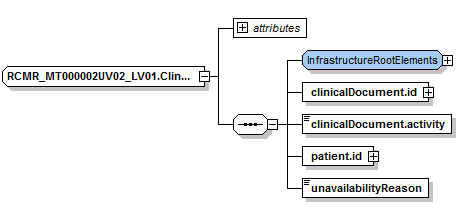 attributes
InfrastructureRootElements
RCMR_MT000002UV02_LV01.Clin...
clinicalDocument.id
clinicalDocument.activity
patient.id
unavailabilityReason